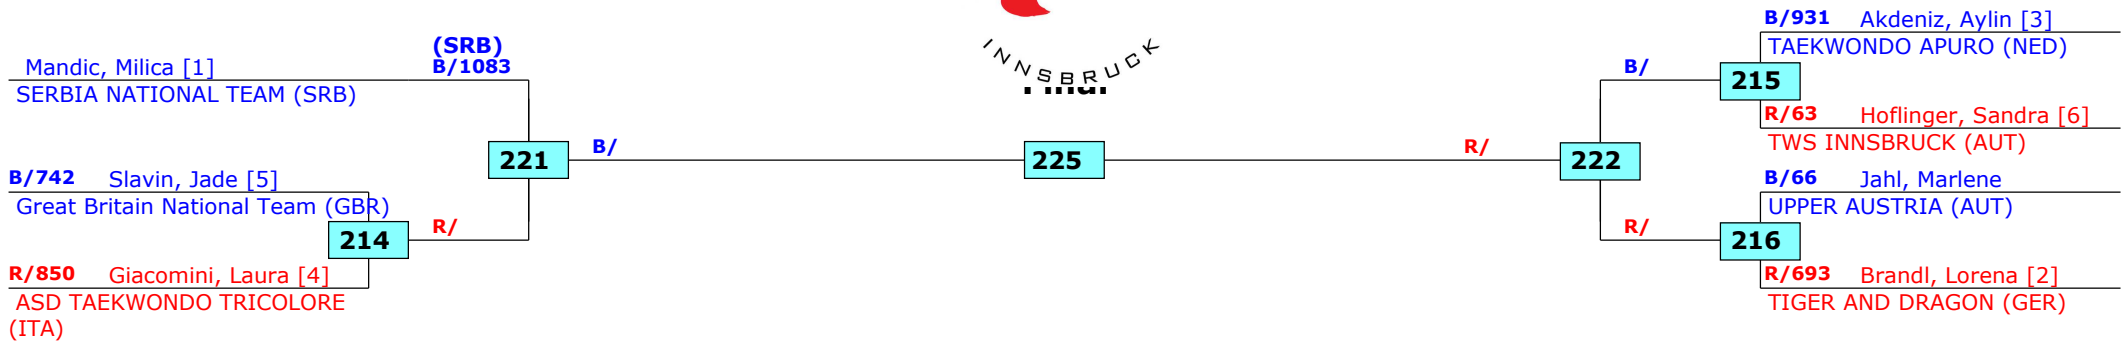 INNSBRUCK
Final
(SRB)
B/1083
Mandic, Milica [1]
SERBIA NATIONAL TEAM (SRB)
221
B/
B/742 Slavin, Jade [5]
Great Britain National Team (GBR)
214
R/
R/850 Giacomini, Laura [4]
ASD TAEKWONDO TRICOLORE
(ITA)
225
R/
222
B/
B/931 Akdeniz, Aylin [3]
TAEKWONDO APURO (NED)
215
R/63 Hoflinger, Sandra [6]
TWS INNSBRUCK (AUT)
B/66 Jahl, Marlene
UPPER AUSTRIA (AUT)
R/
216
R/693 Brandl, Lorena [2]
TIGER AND DRAGON (GER)